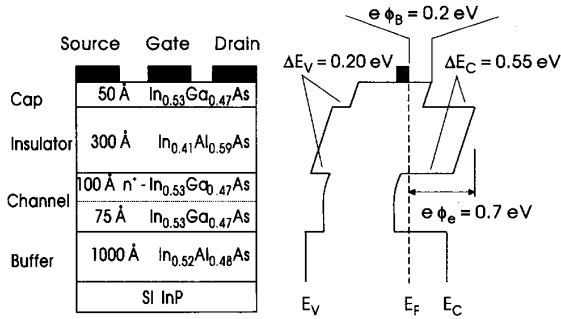 Source Gate Drain
Cap
50 Å In0.53Ga0.47As
Insulator
300 Å In0.41Al0.59As
Channel
100 Å n+ - In0.53Ga0.47As
75 Å In0.53Ga0.47As
Buffer
1000 Å In0.52Al0.48As
SI InP
e ϕB = 0.2 eV
ΔEV = 0.20 eV
ΔEC = 0.55 eV
e ϕe = 0.7 eV
EV EF EC